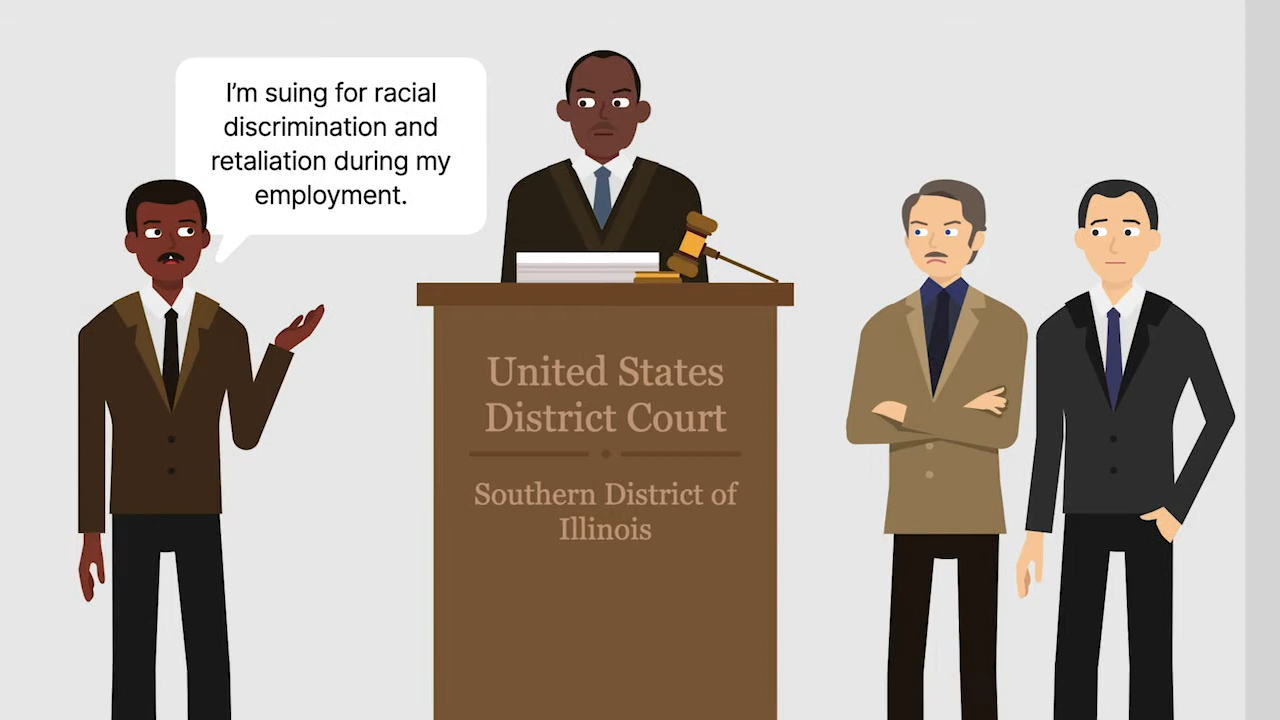 I'm suing for racial
discrimination and
retaliation during my
employment.
United States
District Court
Southern District of
Illinois